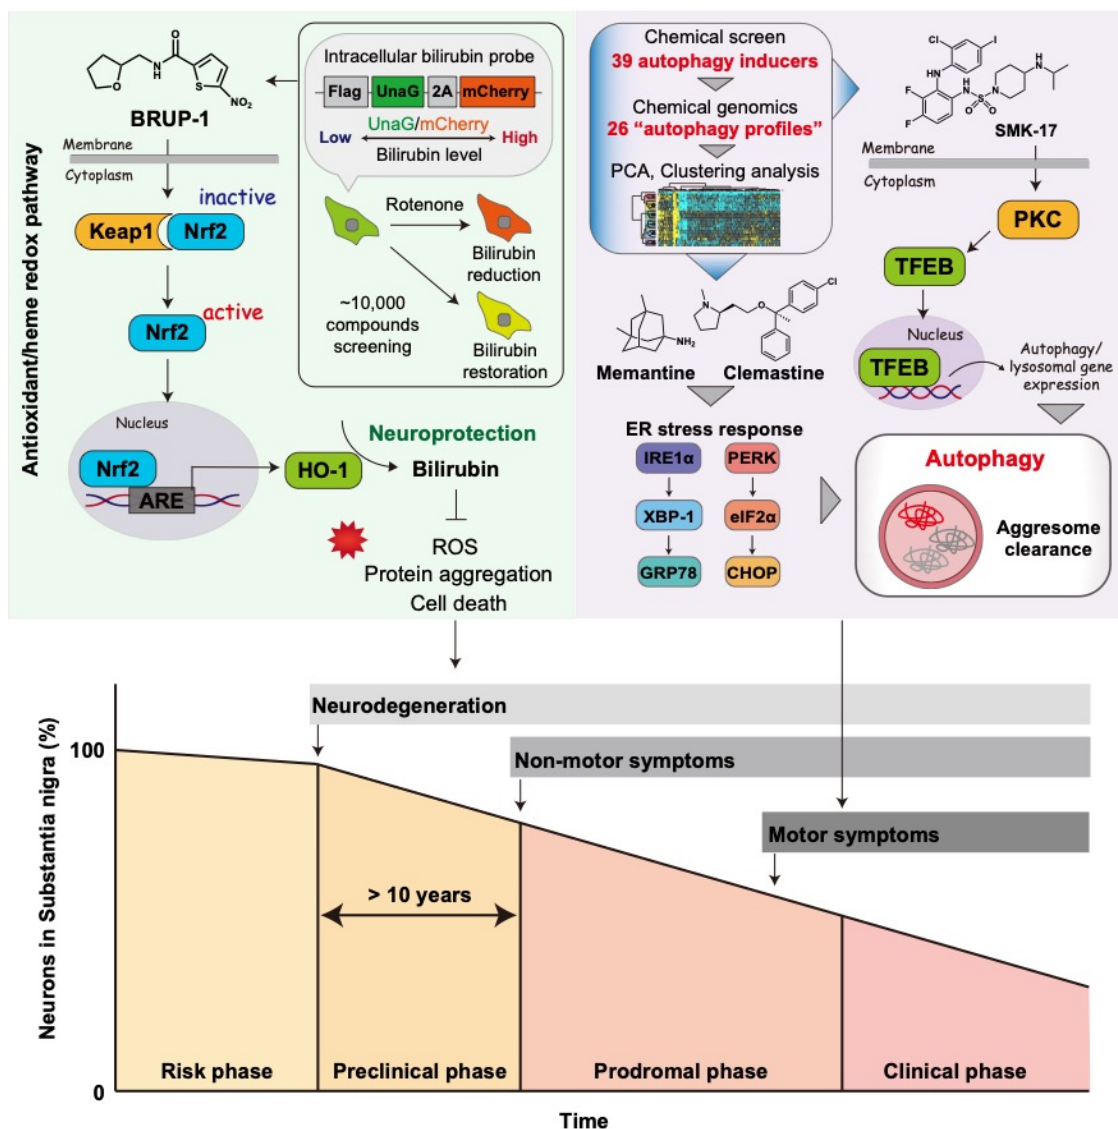 Antioxidant/heme redox pathway
O
N
H
O
S
NO₂
BRUP-1
Membrane
Cytoplasm
inactive
Keap1
Nrf2
active
Nrf2
Nucleus
Nrf2
ARE
HO-1
Intracellular bilirubin probe
Flag
UnaG
2A
mCherry
UnaG/mCherry
Low
High
Bilirubin level
Rotenone
Bilirubin
reduction
~10,000
compounds
screening
Bilirubin
restoration
Neuroprotection
Bilirubin
ROS
Protein aggregation
Cell death
Chemical screen
39 autophagy inducers
Chemical genomics
26 “autophagy profiles”
PCA, Clustering analysis
NH₂
Memantine
N
O
Cl
Clemastine
ER stress response
IRE1α
PERK
XBP-1
eIF2α
GRP78
CHOP
Cl
I
HN
H
N
F
F
S
O O
N
H
N
SMK-17
Membrane
Cytoplasm
PKC
TFEB
Nucleus
TFEB
Autophagy/
lysosomal gene
expression
Autophagy
Aggresome
clearance
Neurons in Substantia nigra (%)
100
0
Neurodegeneration
Non-motor symptoms
Motor symptoms
> 10 years
Risk phase
Preclinical phase
Prodromal phase
Clinical phase
Time